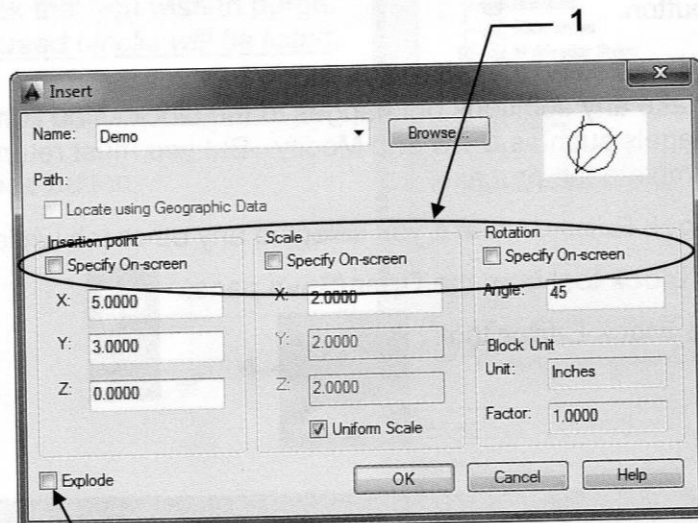 utton.
1
Insert
X
Name: Demo Browse...
Path:
Locate using Geographic Data
Insertion point Scale Rotation
Specify On-screen Specify On-screen Specify On-screen
X: 5.0000 X: 2.0000 Angle: 45
Y: 3.0000 Y: 2.0000 Block Unit
Z: 0.0000 Z: 2.0000 Unit: Inches
Uniform Scale Factor: 1.0000
Explode OK Cancel Help